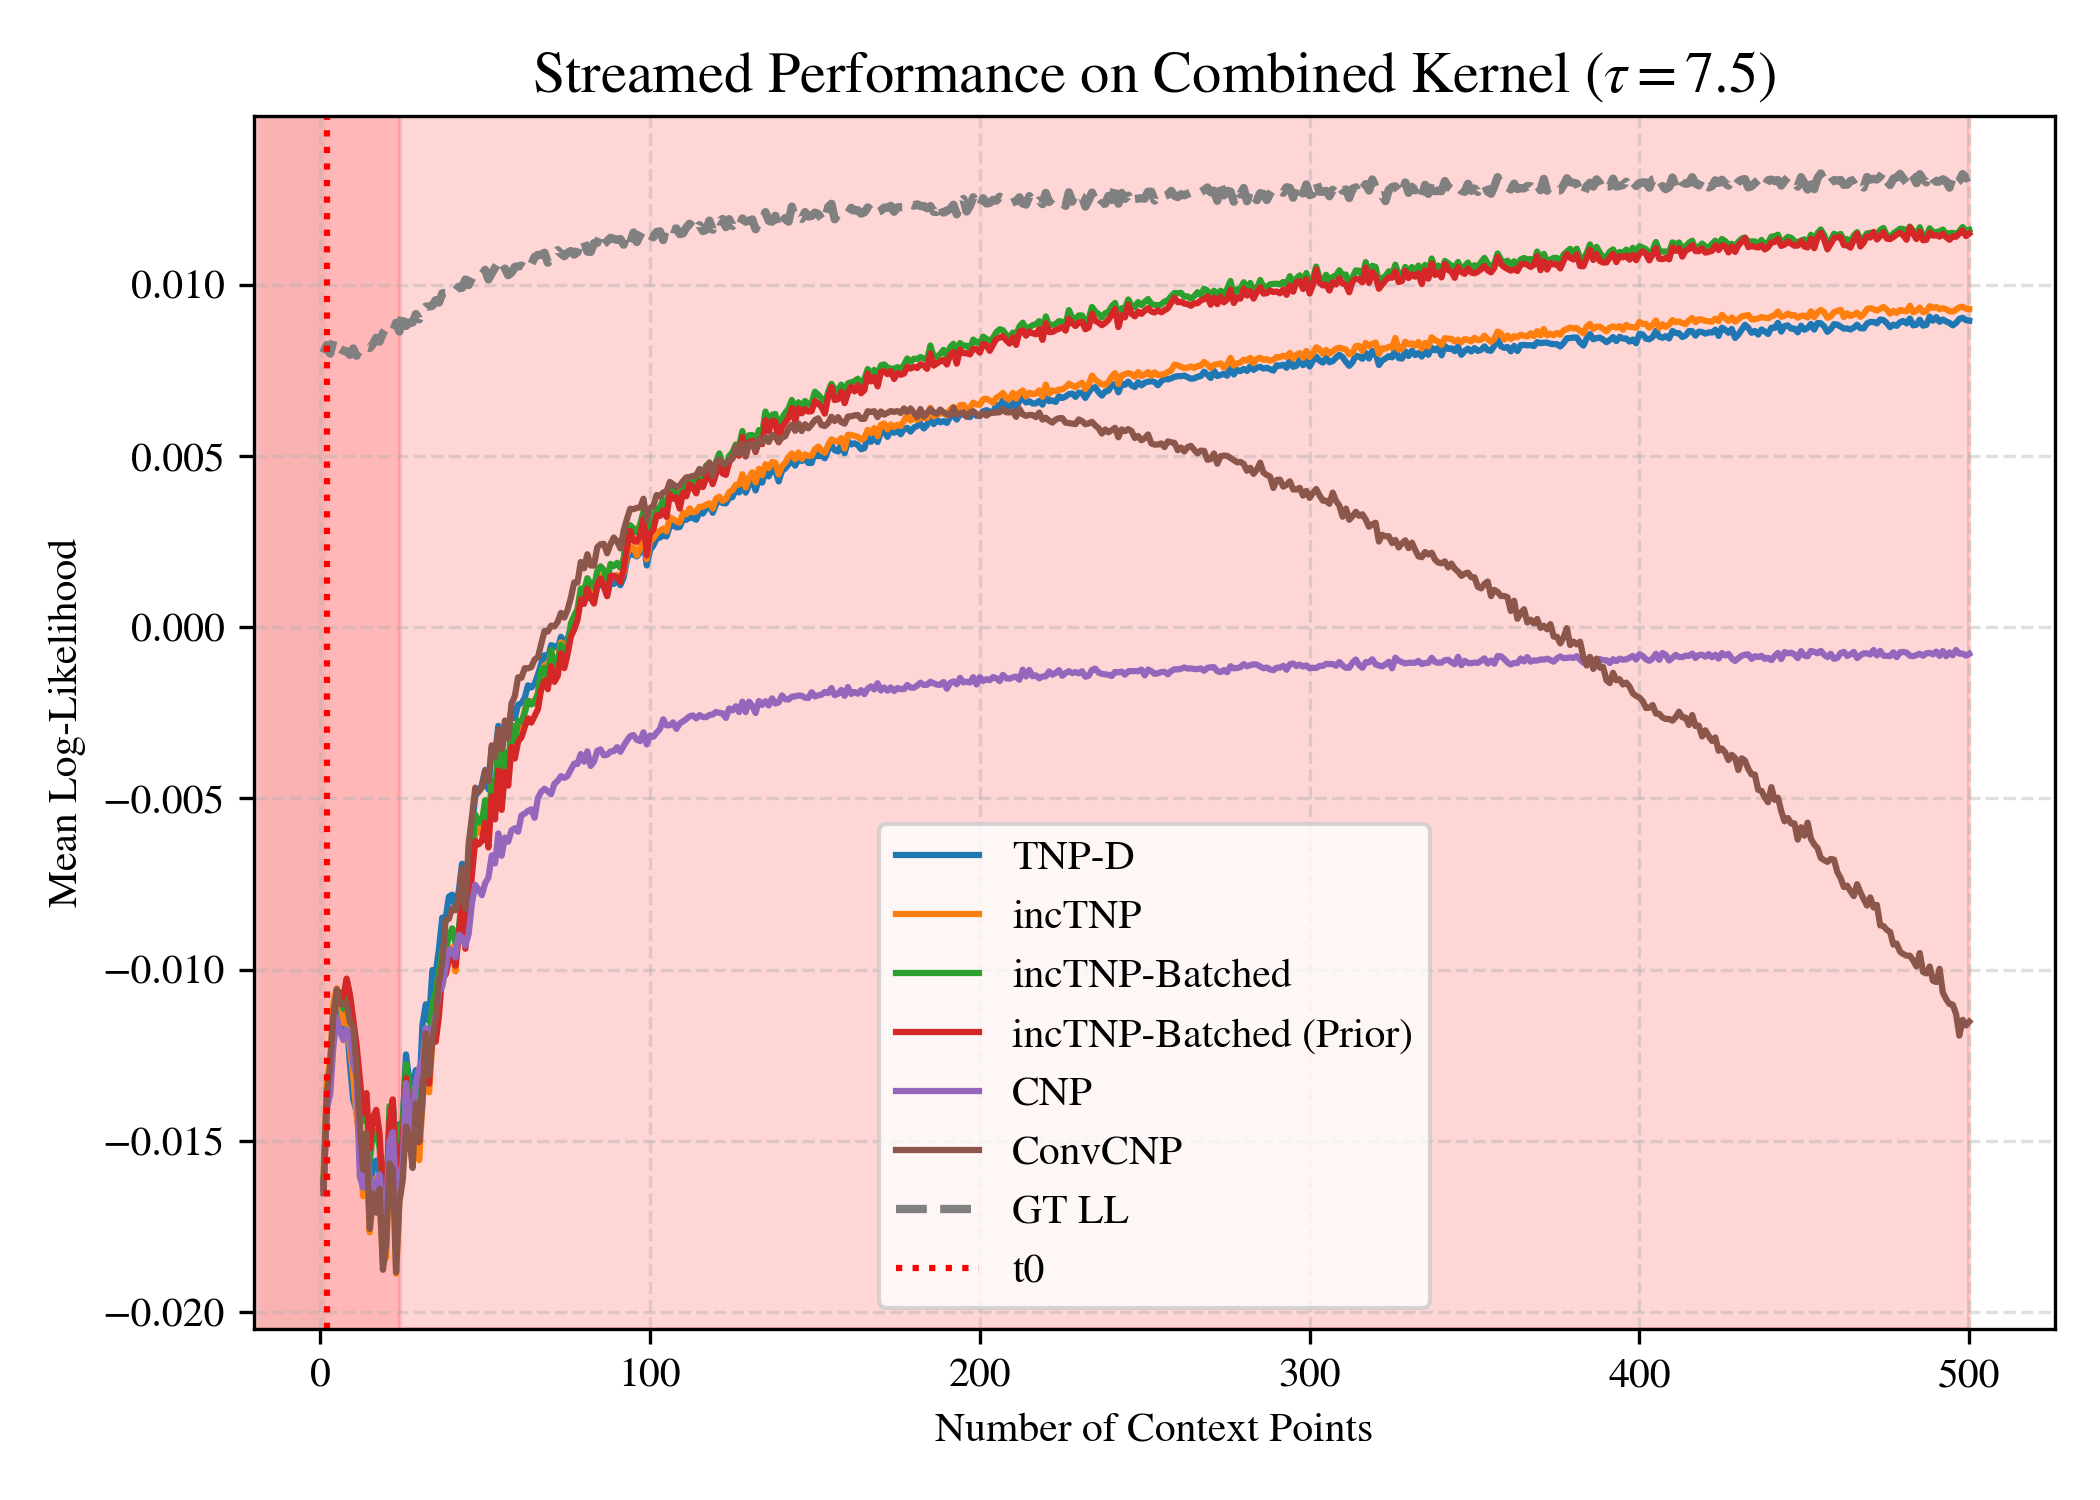 Streamed Performance on Combined Kernel (τ = 7.5)
Mean Log-Likelihood
0.010
0.005
0.000
−0.005
−0.010
−0.015
−0.020
TNP-D
incTNP
incTNP-Batched
incTNP-Batched (Prior)
CNP
ConvCNP
GT LL
t0
0 100 200 300 400 500
Number of Context Points